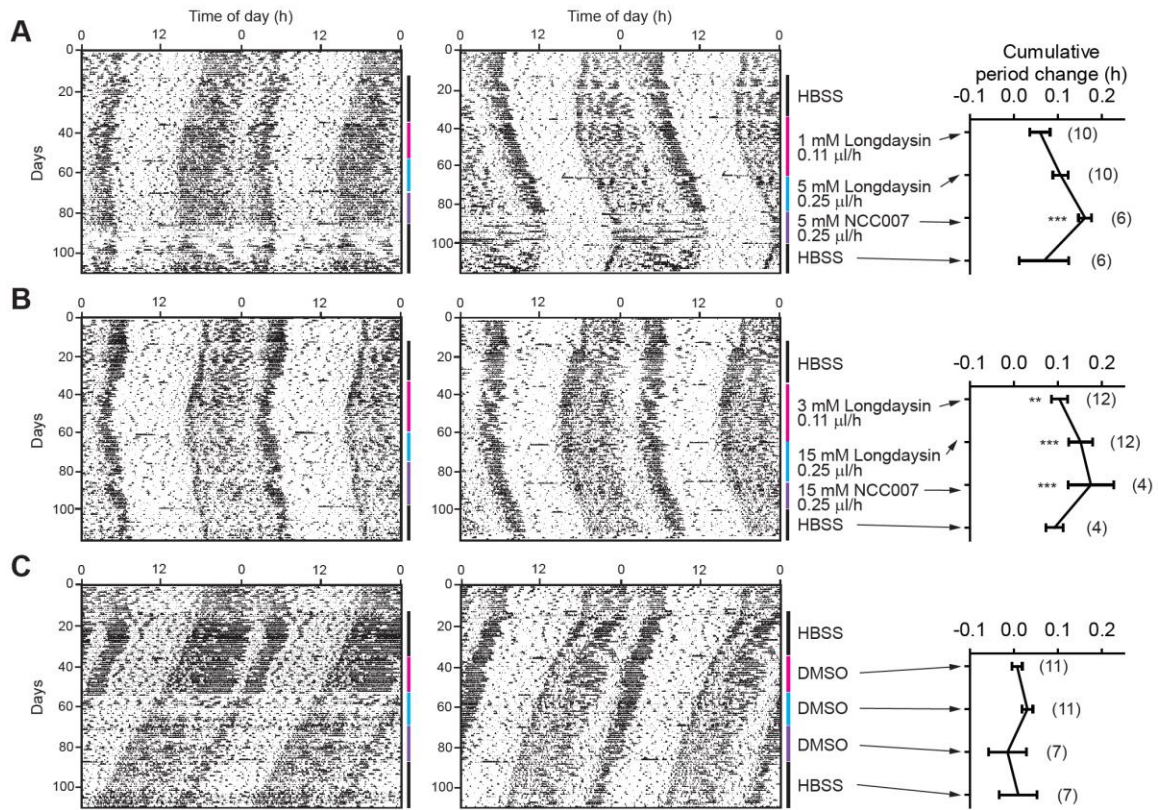 A
Time of day (h)
Time of day (h)
0 12 0 12 0
0 12 0 12 0
Days
0
20
40
60
80
100
HBSS
1 mM Longdaysin
0.11 μl/h
5 mM Longdaysin
0.25 μl/h
5 mM NCC007
0.25 μl/h
HBSS
Cumulative
period change (h)
-0.1 0.0 0.1 0.2
(10)
(10)
*** (6)
(6)
B
0 12 0 12 0
0 12 0 12 0
Days
0
20
40
60
80
100
HBSS
3 mM Longdaysin
0.11 μl/h
15 mM Longdaysin
0.25 μl/h
15 mM NCC007
0.25 μl/h
HBSS
-0.1 0.0 0.1 0.2
** (12)
*** (12)
*** (4)
(4)
C
0 12 0 12 0
0 12 0 12 0
Days
0
20
40
60
80
100
HBSS
DMSO
DMSO
DMSO
HBSS
-0.1 0.0 0.1 0.2
(11)
(11)
(7)
(7)